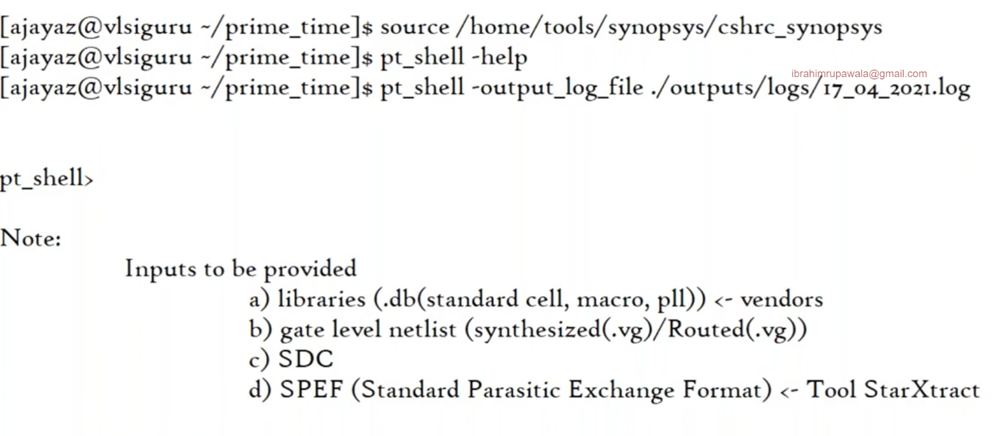 [ajayaz@vlsiguru ~/prime_time]$ source /home/tools/synopsys/cshrc_synopsys
[ajayaz@vlsiguru ~/prime_time]$ pt_shell -help
ibrahimrupawala@gmail.com
[ajayaz@vlsiguru ~/prime_time]$ pt_shell -output_log_file ./outputs/logs/17_04_2021.log
pt_shell>
Note:
Inputs to be provided
a) libraries (.db(standard cell, macro, pll)) <- vendors
b) gate level netlist (synthesized(.vg)/Routed(.vg))
c) SDC
d) SPEF (Standard Parasitic Exchange Format) <- Tool StarXtract